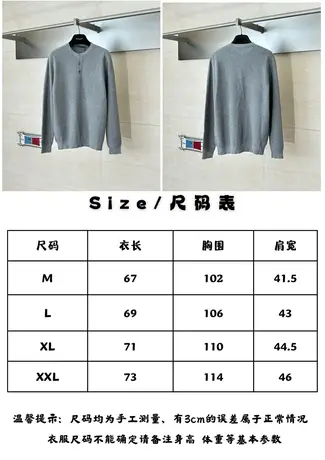 Size/尺码表
尺码 衣长 胸围 肩宽
M 67 102 41.5
L 69 106 43
XL 71 110 44.5
XXL 73 114 46
温馨提示: 尺码均为手工测量、有3cm的误差属于正常情况
衣服尺码不能确定请备注身高 体重等基本参数